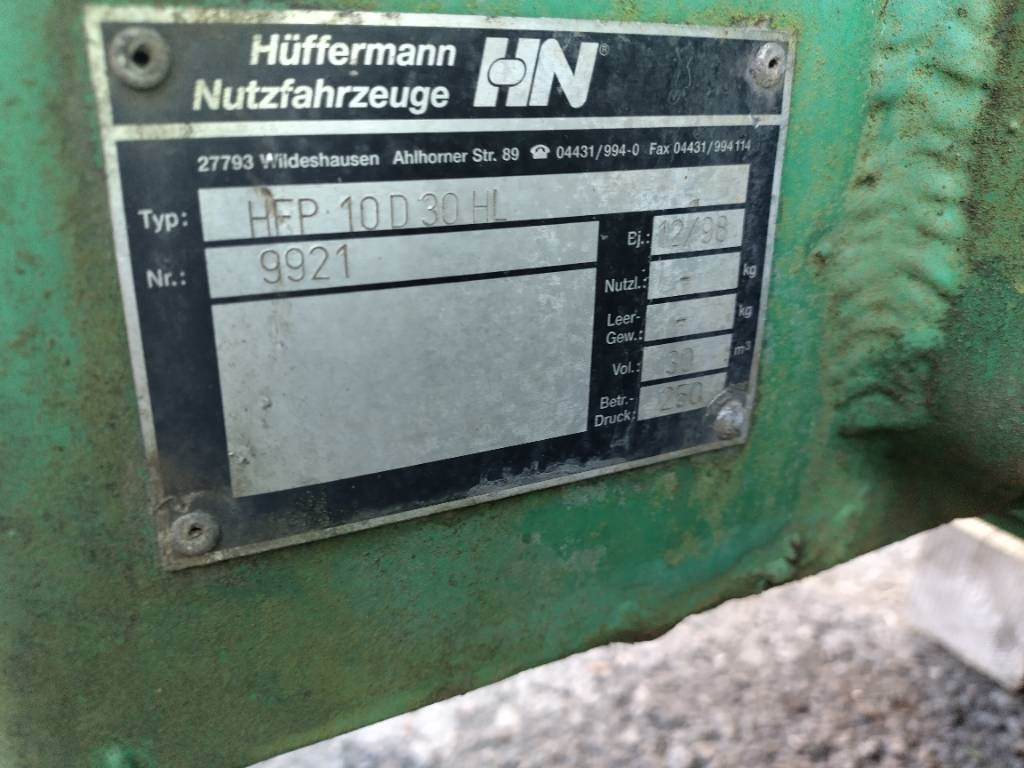 Hüffermann
Nutzfahrzeuge
HN®
27793 Wildeshausen Ahlhorner Str. 89 ☎ 04431/994-0 Fax 04431/994114
Typ: HFP 10 D 30 HL
Nr.: 9921
Bj.: 12/98
Nutzl.: - kg
Leer-
Gew.: - kg
Vol.: 30 m³
Betr.-
Druck: 250